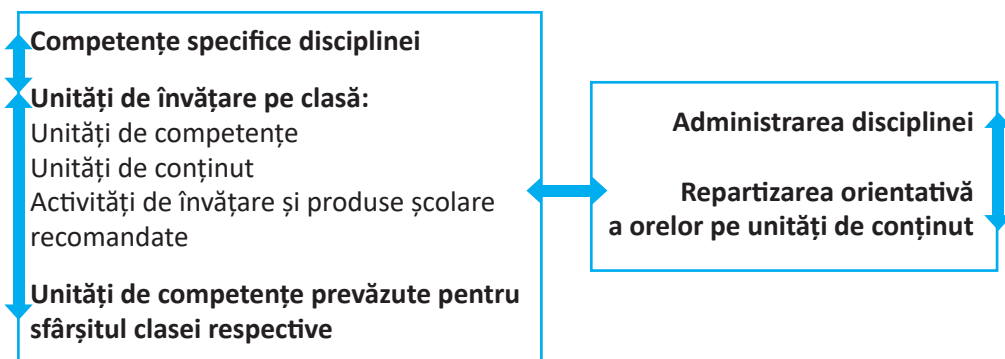 Competențe specifice disciplinei
Unități de învățare pe clasă:
Unități de competențe
Unități de conținut
Activități de învățare și produse școlare
recomandate
Unități de competențe prevăzute pentru
sfârșitul clasei respective
Administrarea disciplinei
Repartizarea orientativă
a orelor pe unități de conținut